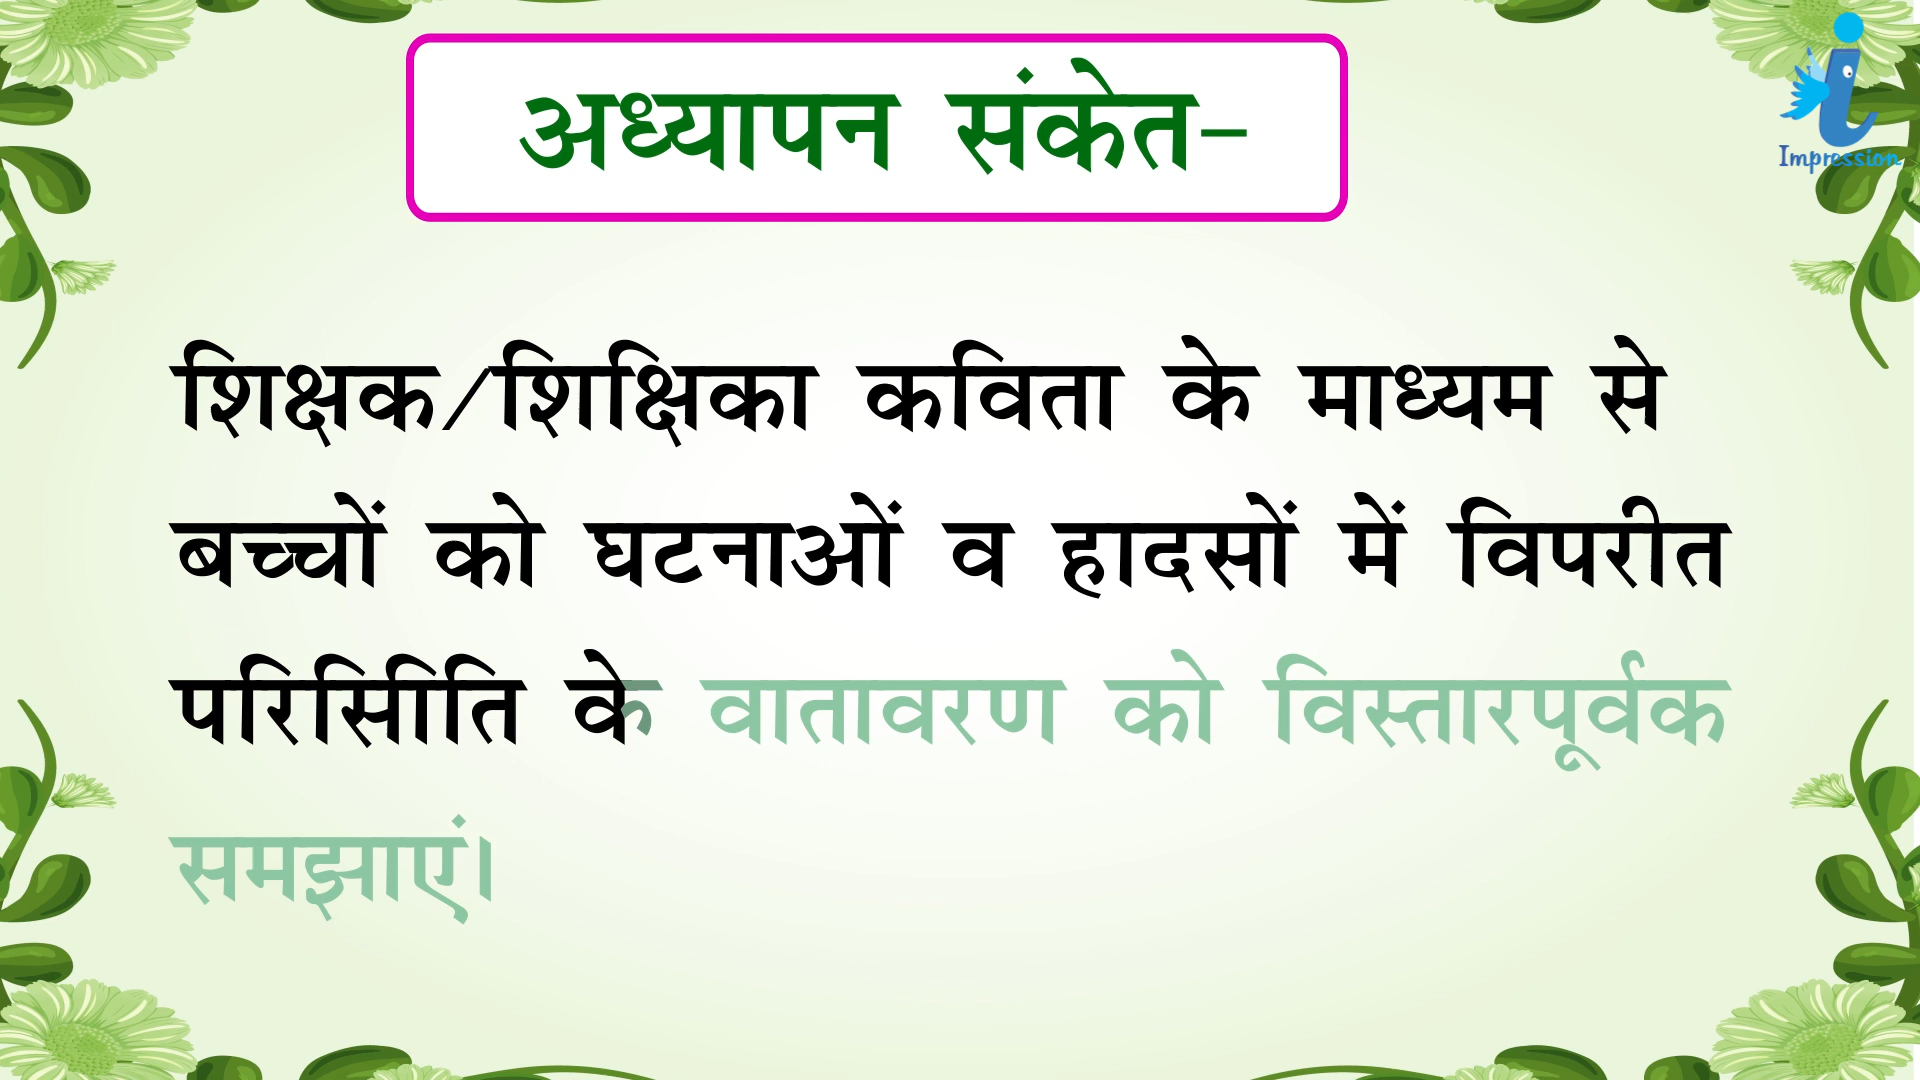 अध्यापन संकेत-
Impression
शिक्षक/शिक्षिका कविता के माध्यम से
बच्चों को घटनाओं व हादसों में विपरीत
परिसिीति के वातावरण को विस्तारपूर्वक
समझाएं।